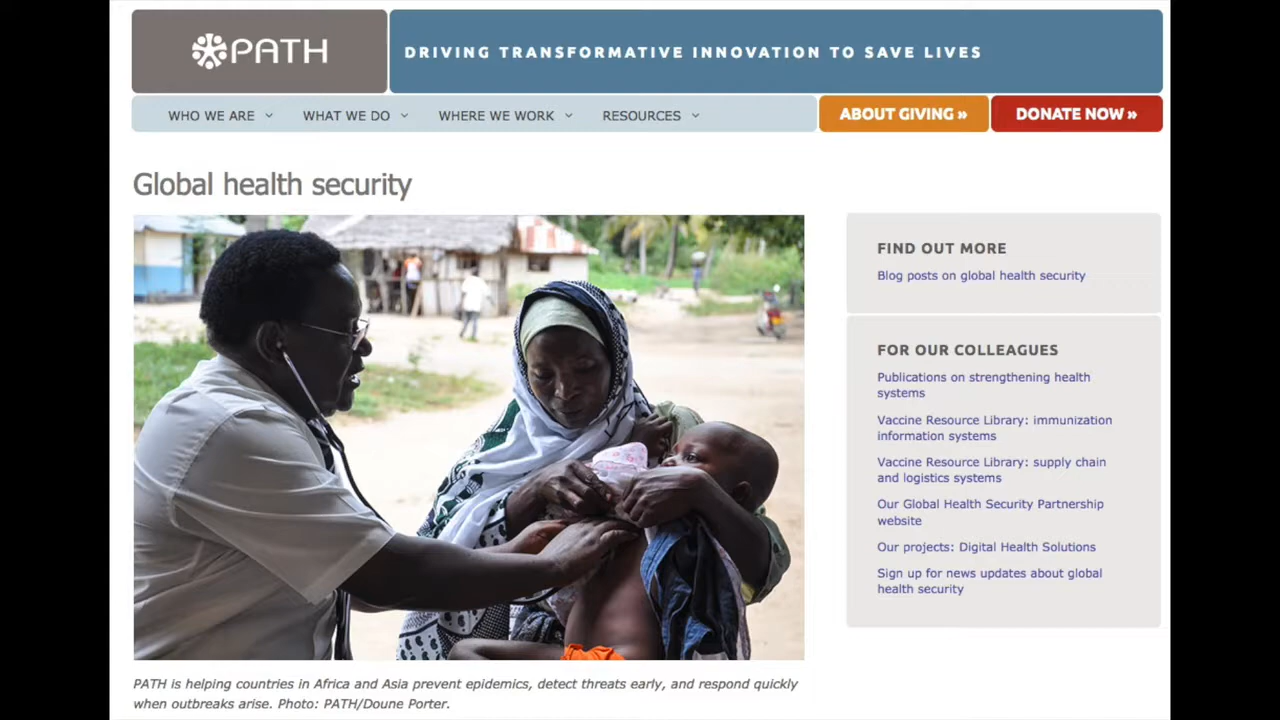 PATH
DRIVING TRANSFORMATIVE INNOVATION TO SAVE LIVES
WHO WE ARE
WHAT WE DO
WHERE WE WORK
RESOURCES
ABOUT GIVING »
DONATE NOW »
Global health security
PATH is helping countries in Africa and Asia prevent epidemics, detect threats early, and respond quickly
when outbreaks arise. Photo: PATH/Doune Porter.
FIND OUT MORE
Blog posts on global health security
FOR OUR COLLEAGUES
Publications on strengthening health
systems
Vaccine Resource Library: immunization
information systems
Vaccine Resource Library: supply chain
and logistics systems
Our Global Health Security Partnership
website
Our projects: Digital Health Solutions
Sign up for news updates about global
health security